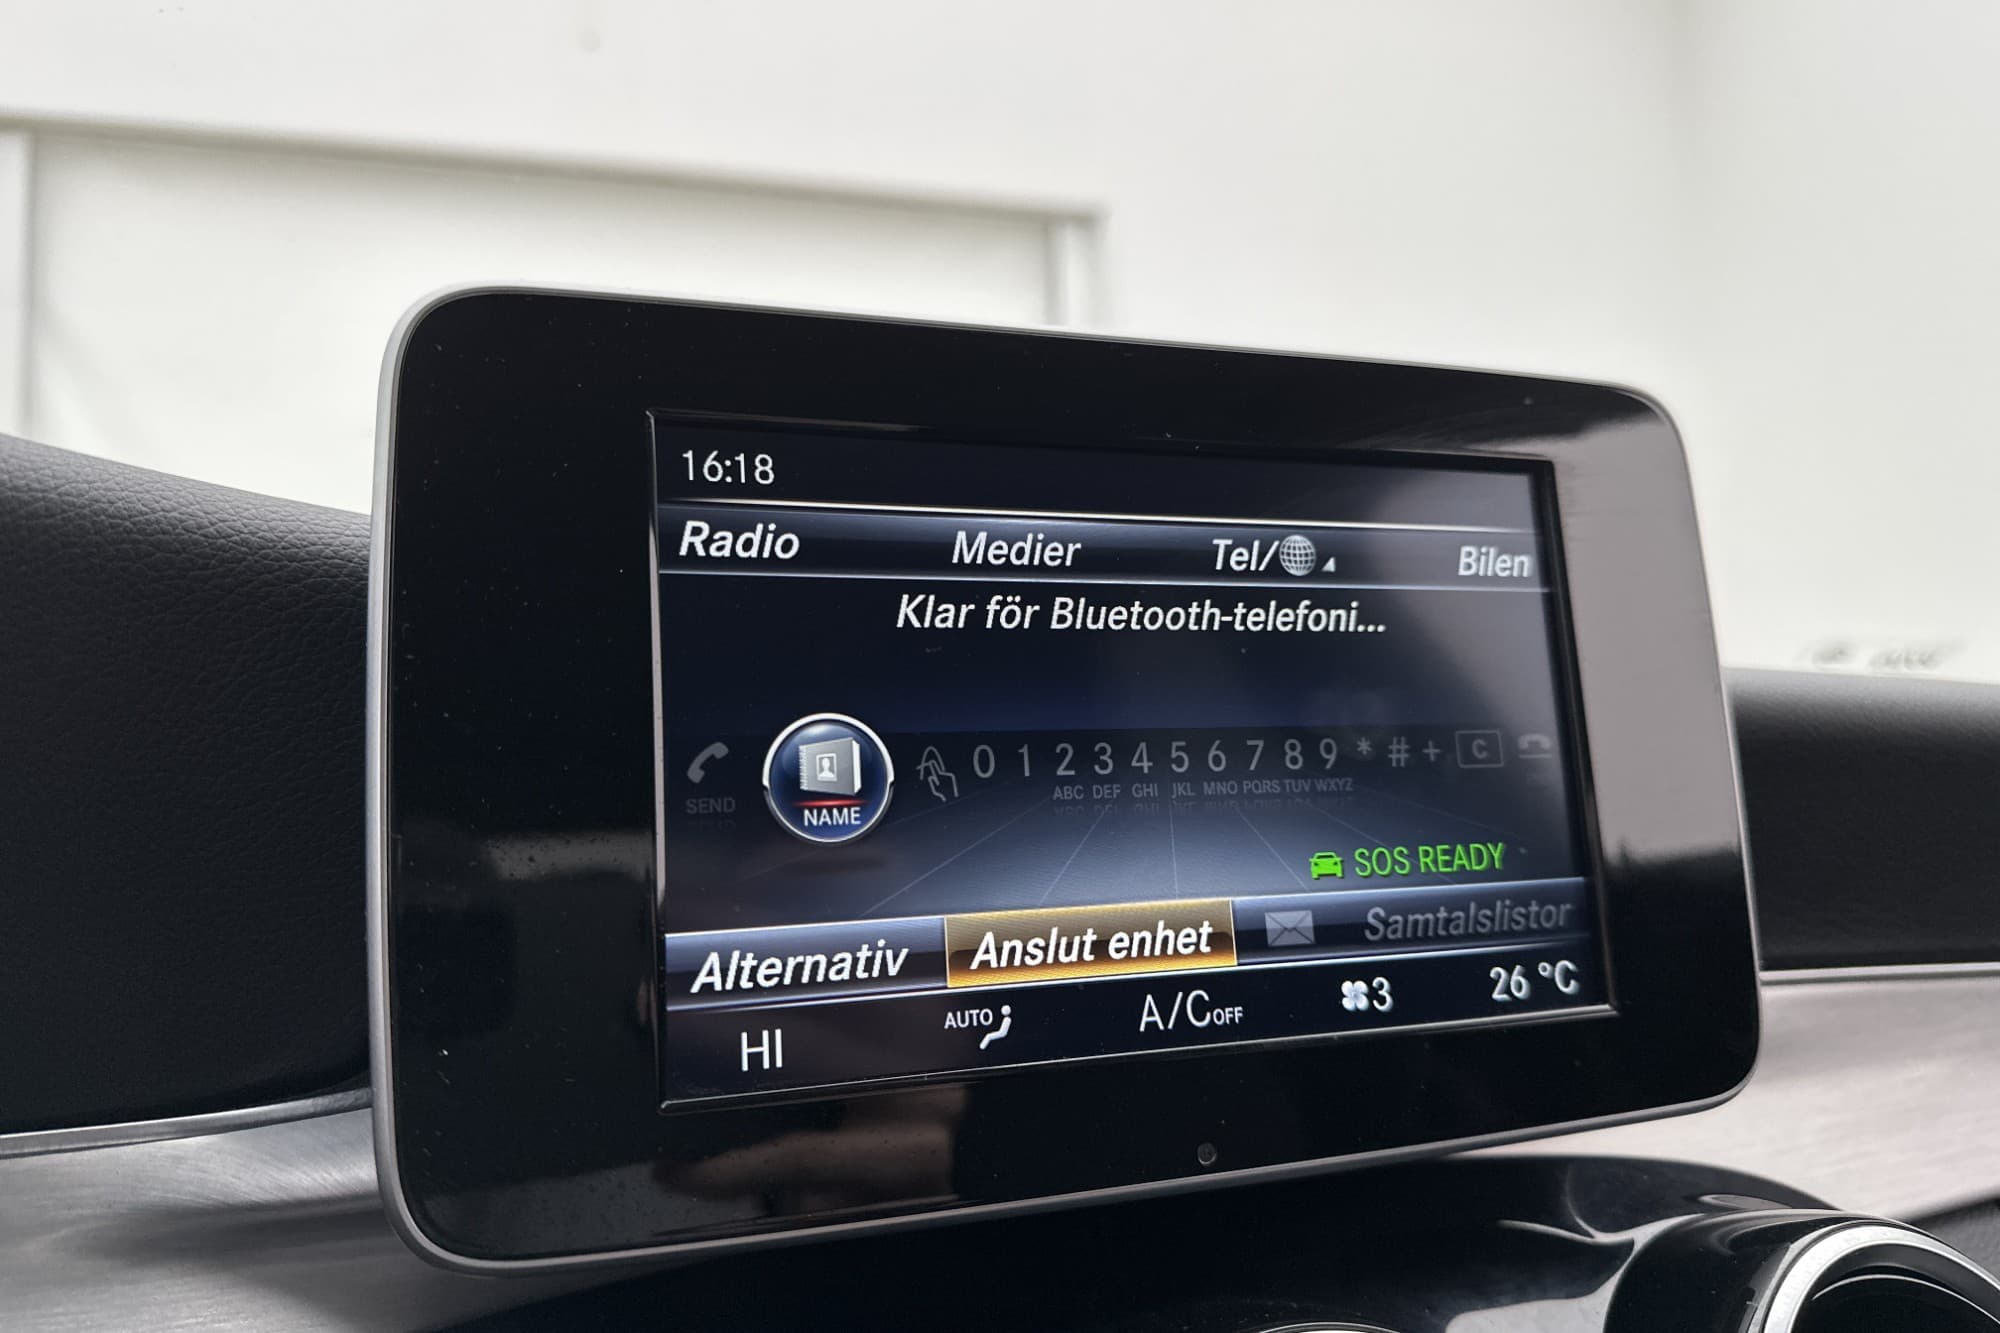 16:18
Radio Medier Tel/ Bilen
Klar för Bluetooth-telefoni...
SEND NAME 0 1 2 3 4 5 6 7 8 9 * # + C
ABC DEF GHI JKL MNO PQRS TUV WXYZ
SOS READY
Alternativ Anslut enhet Samtalslistor
HI AUTO A/C OFF 3 26 °C